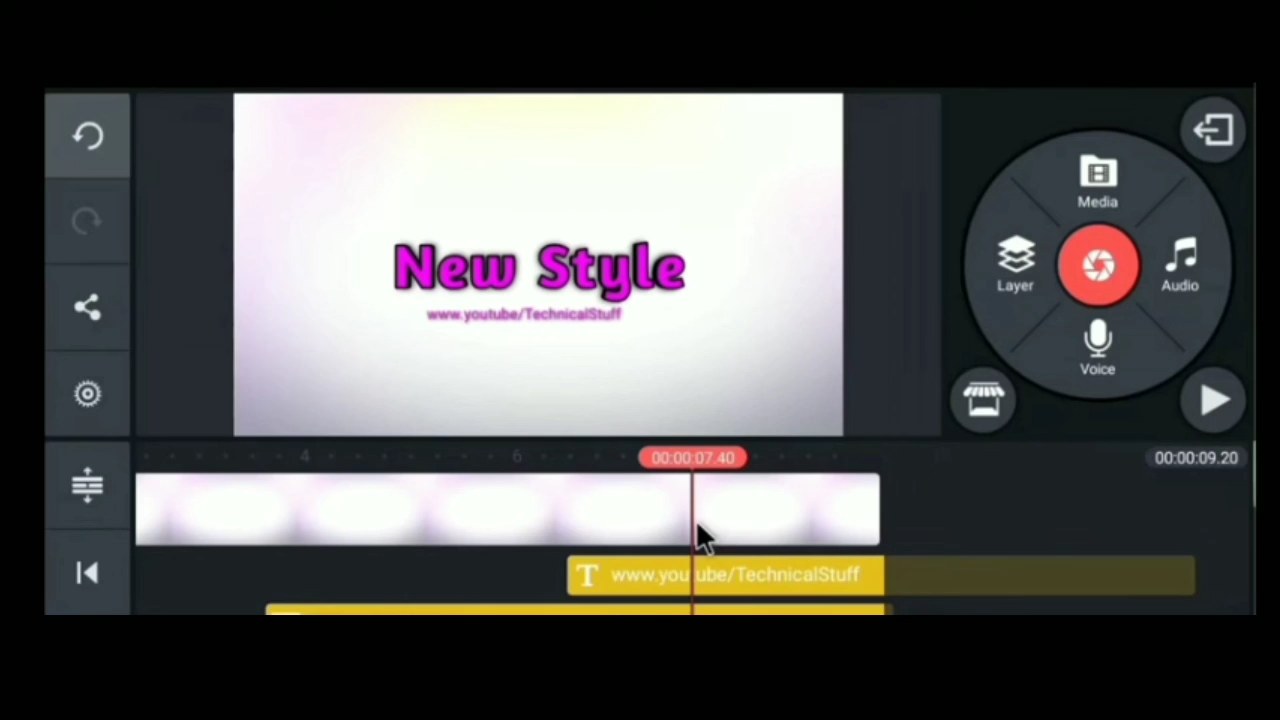 Media
Layer
Audio
Voice
New Style
www.youtube/TechnicalStuff
4
6
00:00:07.40
00:00:09.20
T www.youtube/TechnicalStuff